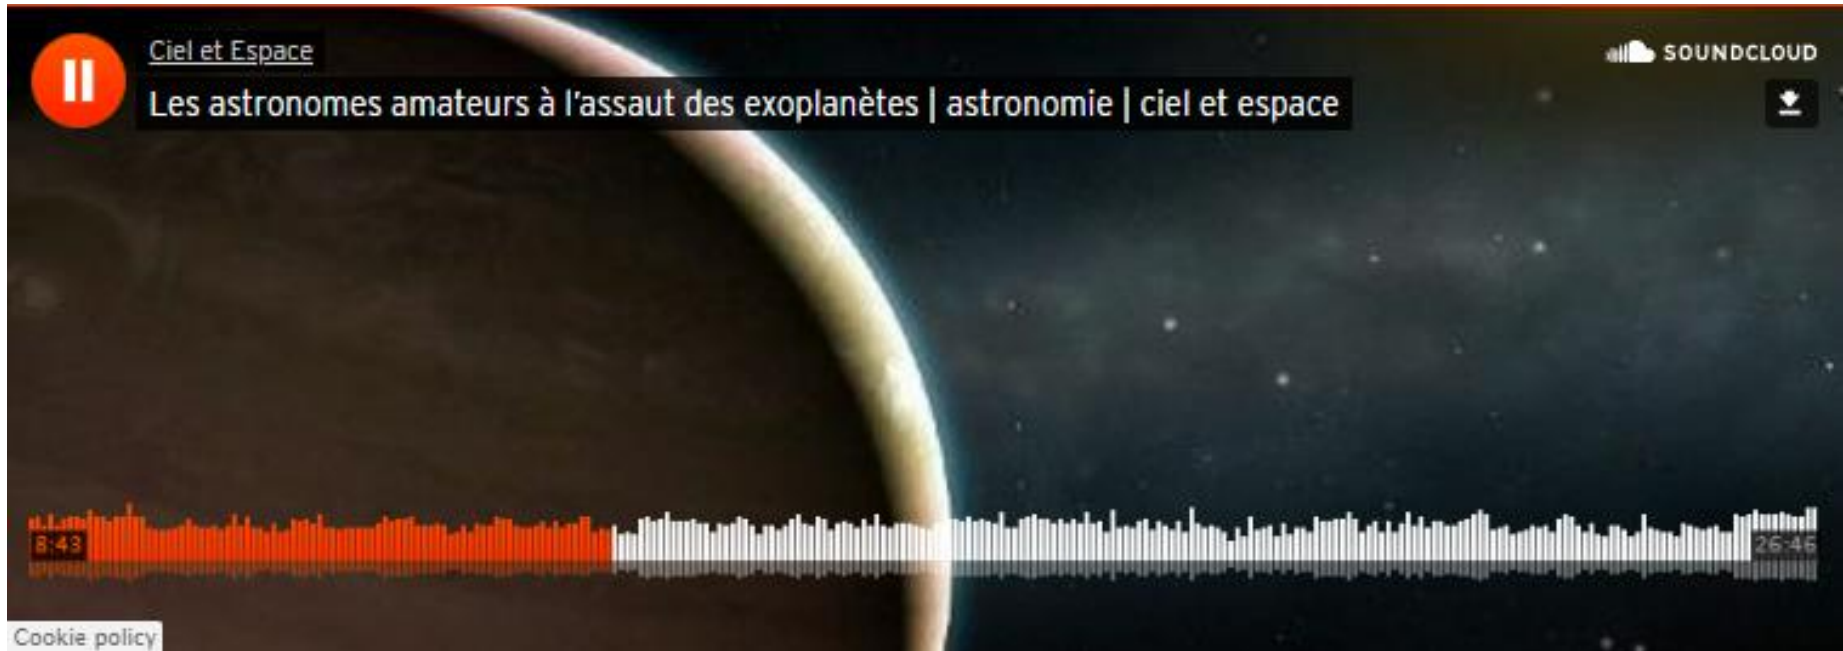 Ciel et Espace
SOUNDCLOUD
Les astronomes amateurs à l'assaut des exoplanètes | astronomie | ciel et espace
8:43
26:46
Cookie policy